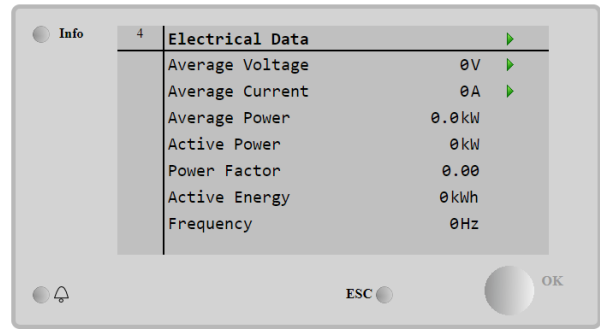 Info
4 Electrical Data
Average Voltage 0V
Average Current 0A
Average Power 0.0kW
Active Power 0kW
Power Factor 0.00
Active Energy 0kWh
Frequency 0Hz
ESC
OK